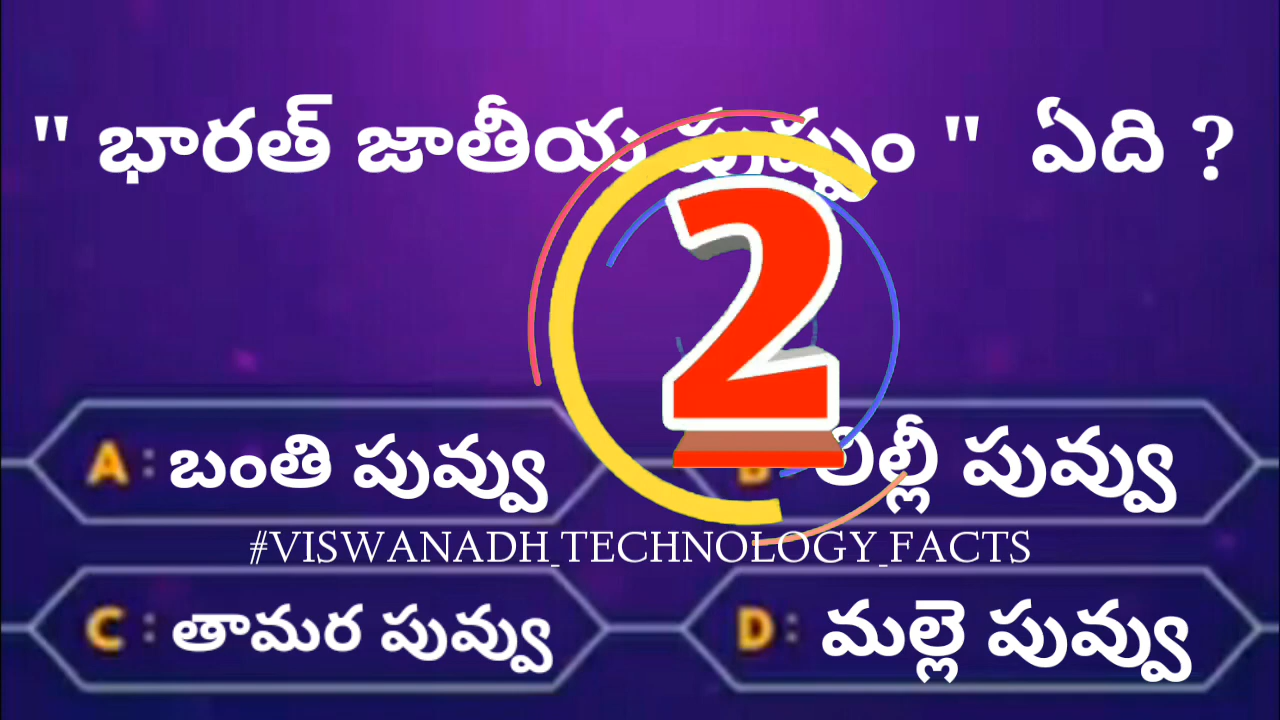 " భారత్ జాతీయ పుష్పం " ఏది ?
2
A : బంతి పువ్వు
B లిల్లీ పువ్వు
#VISWANADH_TECHNOLOGY_FACTS
C : తామర పువ్వు
D : మల్లె పువ్వు